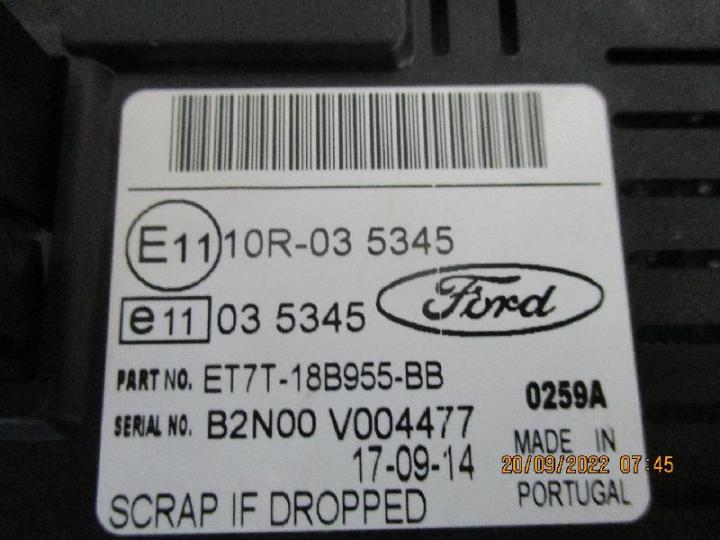 E11 10R-03 5345
e11 03 5345 Ford
PART NO. ET7T-18B955-BB 0259A
SERIAL NO. B2N00 V004477 MADE IN
17-09-14 20/09/2022 07:45
SCRAP IF DROPPED PORTUGAL